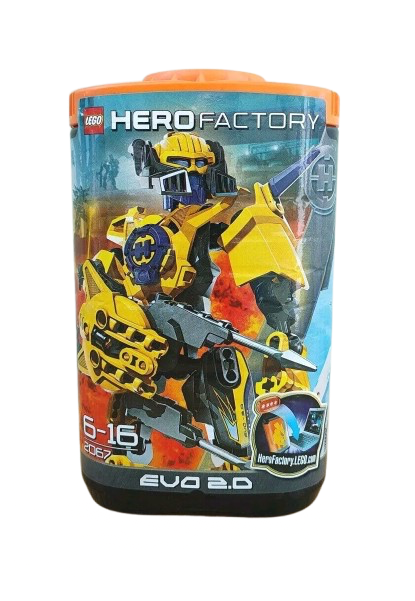 LEGO HERO FACTORY
6-16
2067
HeroFactory.LEGO.com
EVO 2.0